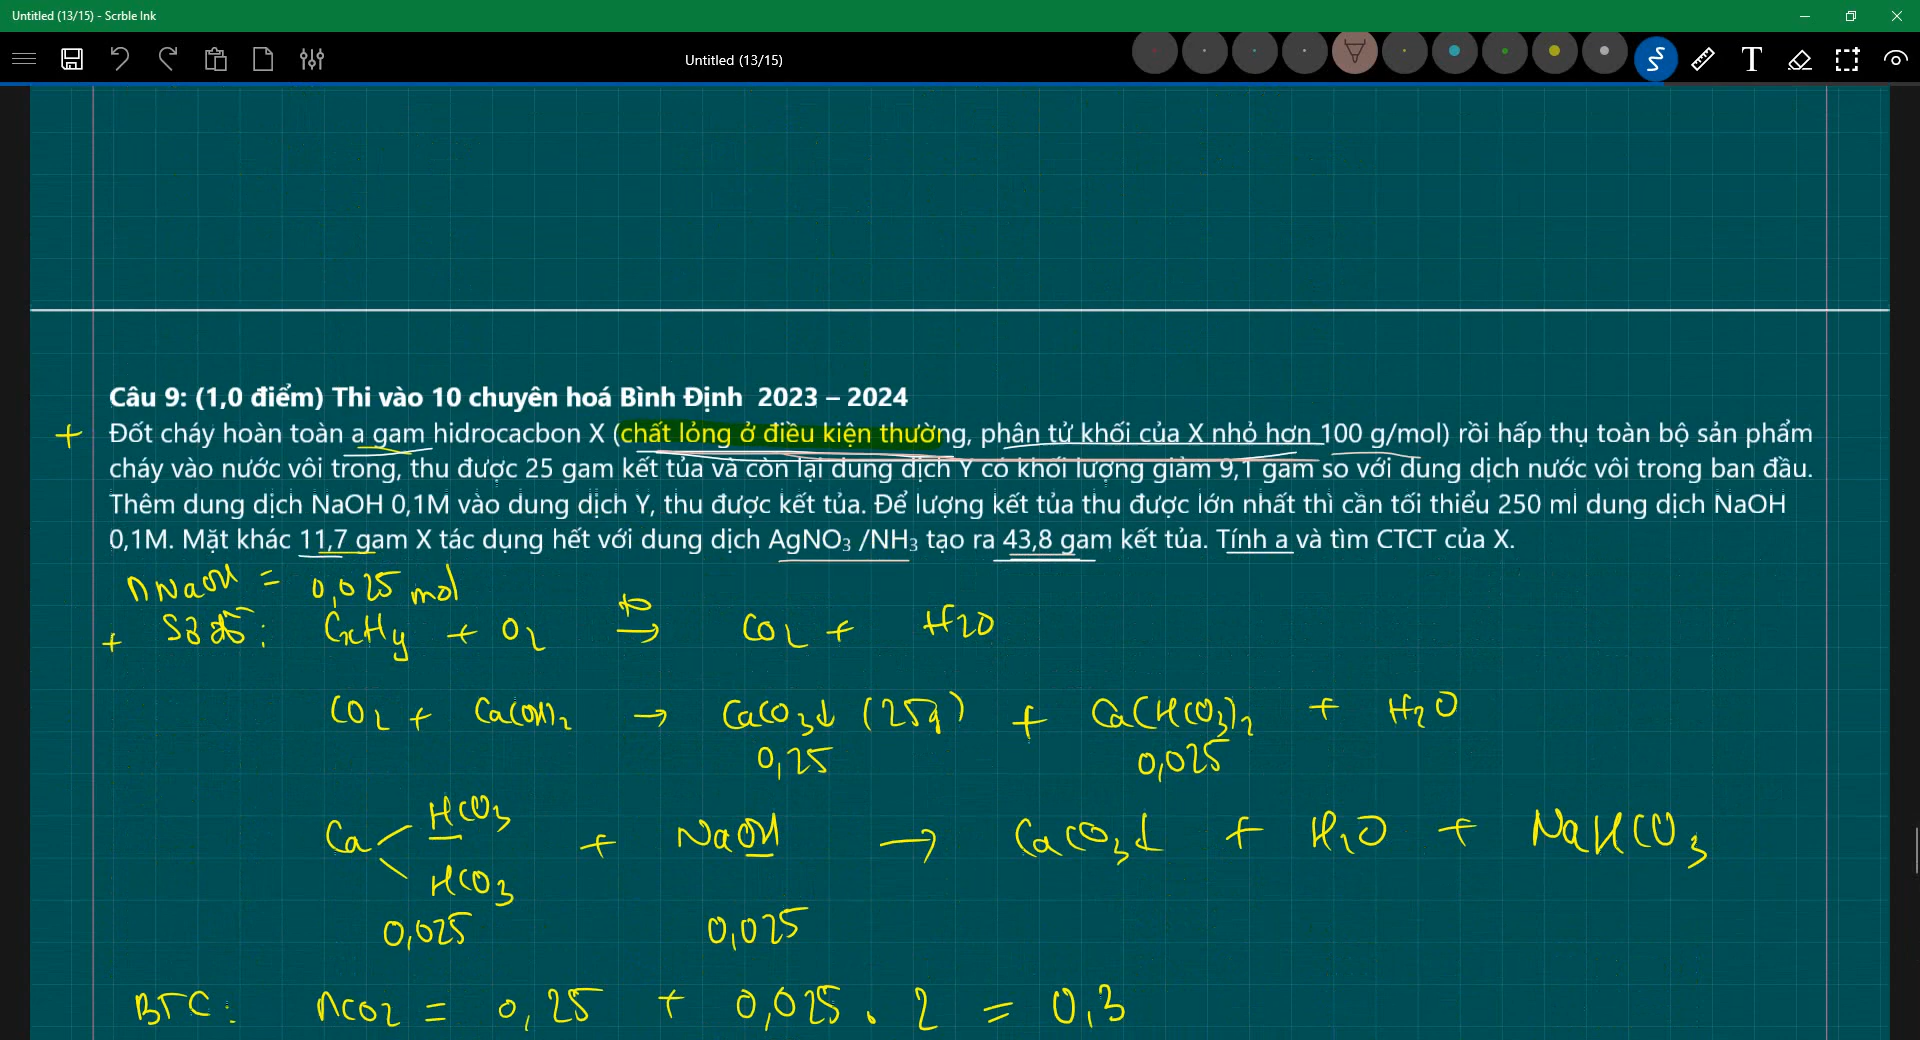 Untitled (13/15) - Scrble Ink
Untitled (13/15)
T
Câu 9: (1,0 điểm) Thi vào 10 chuyên hoá Bình Định 2023 – 2024
+ Đốt cháy hoàn toàn a gam hidrocacbon X (chất lỏng ở điều kiện thường, phân tử khối của X nhỏ hơn 100 g/mol) rồi hấp thụ toàn bộ sản phẩm
cháy vào nước vôi trong, thu được 25 gam kết tủa và còn lại dung dịch Y có khối lượng giảm 9,1 gam so với dung dịch nước vôi trong ban đầu.
Thêm dung dịch NaOH 0,1M vào dung dịch Y, thu được kết tủa. Để lượng kết tủa thu được lớn nhất thì cần tối thiểu 250 ml dung dịch NaOH
0,1M. Mặt khác 11,7 gam X tác dụng hết với dung dịch AgNO₃ /NH₃ tạo ra 43,8 gam kết tủa. Tính a và tìm CTCT của X.
nNaOH = 0,025 mol
+ Sơ đồ: CxHy + O2 →(t°) CO2 + H2O
CO2 + Ca(OH)2 → CaCO3↓ (25g) + Ca(HCO3)2 + H2O
0,25 0,025
Ca HCO3 HCO3 + NaOH → CaCO3↓ + H2O + NaHCO3
0,025 0,025
BTC: nCO2 = 0,25 + 0,025 . 2 = 0,3